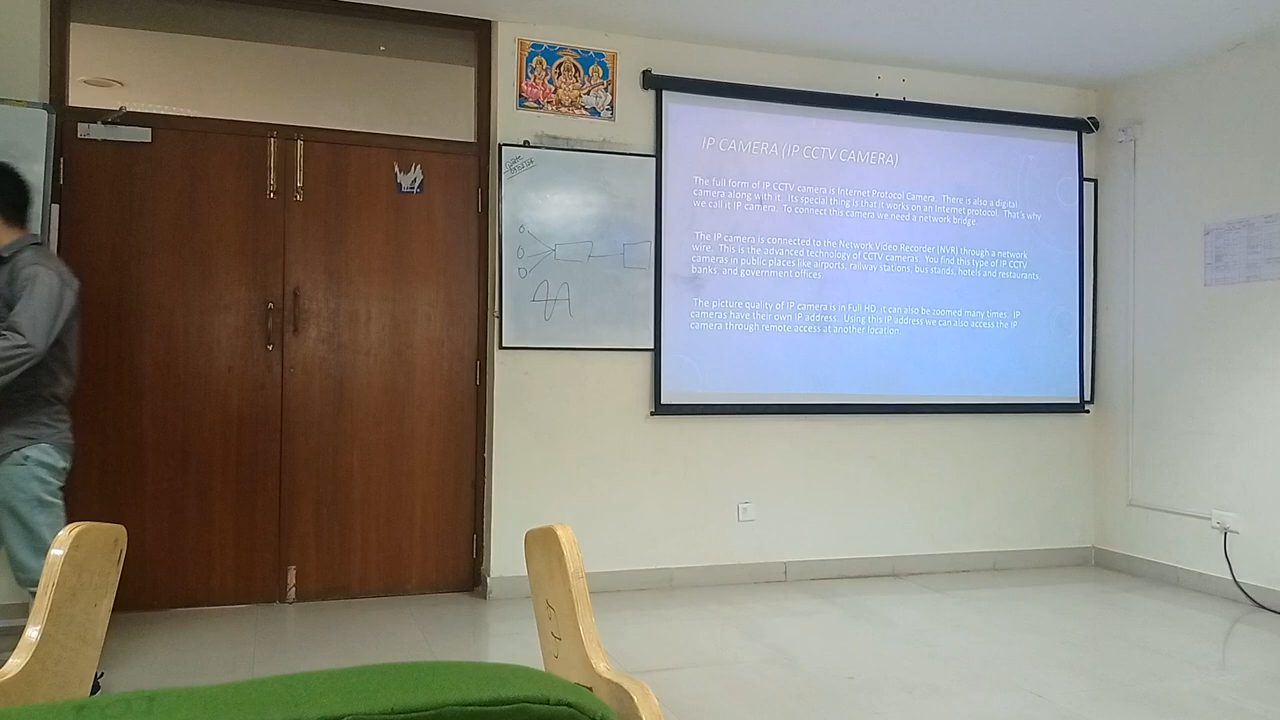 IP CAMERA (IP CCTV CAMERA)
The full form of IP CCTV camera is Internet Protocol Camera. There is also a digital
camera along with it. Its special thing is that it works on an Internet protocol. That's why
we call it IP camera. To connect this camera we need a network bridge.
The IP camera is connected to the Network Video Recorder (NVR) through a network
wire. This is the advanced technology of CCTV cameras. You find this type of IP CCTV
cameras in public places like airports, railway stations, bus stands, hotels and restaurants,
banks, and government offices.
The picture quality of IP camera is in Full HD, it can also be zoomed many times. IP
cameras have their own IP address. Using this IP address we can also access the IP
camera through remote access at another location.